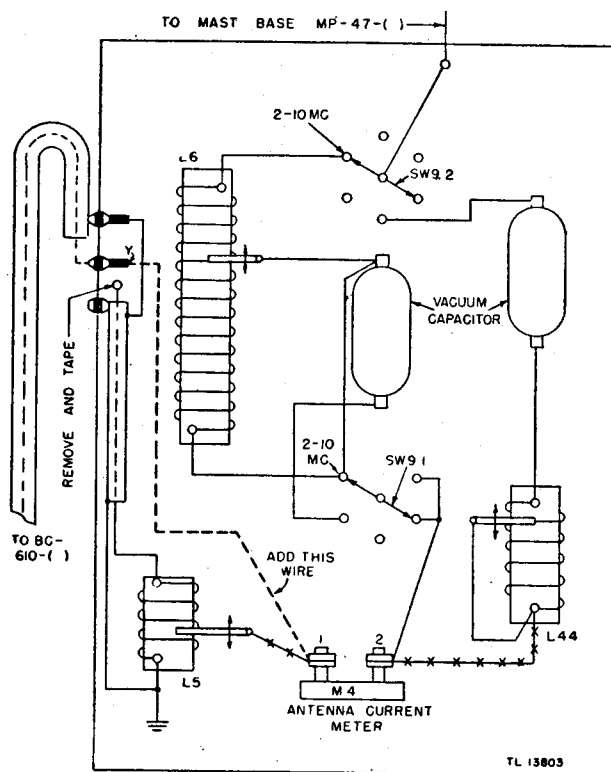 TO MAST BASE MP-47-( )
2-10 MC
L6
SW9.2
Y
REMOVE AND TAPE
VACUUM
CAPACITOR
2-10
MC
SW9.1
TO BC-
610-( )
ADD THIS
WIRE
1
2
L5
L44
M4
ANTENNA CURRENT
METER
TL 13803